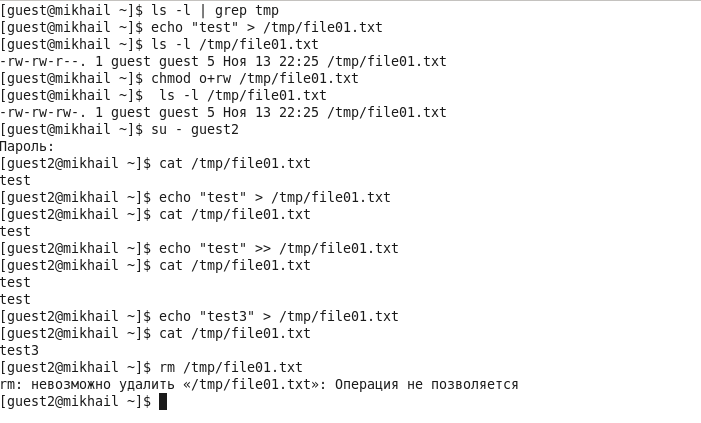 [guest@mikhail ~]$ ls -l | grep tmp
[guest@mikhail ~]$ echo "test" > /tmp/file01.txt
[guest@mikhail ~]$ ls -l /tmp/file01.txt
-rw-rw-r--. 1 guest guest 5 Ноя 13 22:25 /tmp/file01.txt
[guest@mikhail ~]$ chmod o+rw /tmp/file01.txt
[guest@mikhail ~]$  ls -l /tmp/file01.txt
-rw-rw-rw-. 1 guest guest 5 Ноя 13 22:25 /tmp/file01.txt
[guest@mikhail ~]$ su - guest2
Пароль:
[guest2@mikhail ~]$ cat /tmp/file01.txt
test
[guest2@mikhail ~]$ echo "test" > /tmp/file01.txt
[guest2@mikhail ~]$ cat /tmp/file01.txt
test
[guest2@mikhail ~]$ echo "test" >> /tmp/file01.txt
[guest2@mikhail ~]$ cat /tmp/file01.txt
test
test
[guest2@mikhail ~]$ echo "test3" > /tmp/file01.txt
[guest2@mikhail ~]$ cat /tmp/file01.txt
test3
[guest2@mikhail ~]$ rm /tmp/file01.txt
rm: невозможно удалить «/tmp/file01.txt»: Операция не позволяется
[guest2@mikhail ~]$